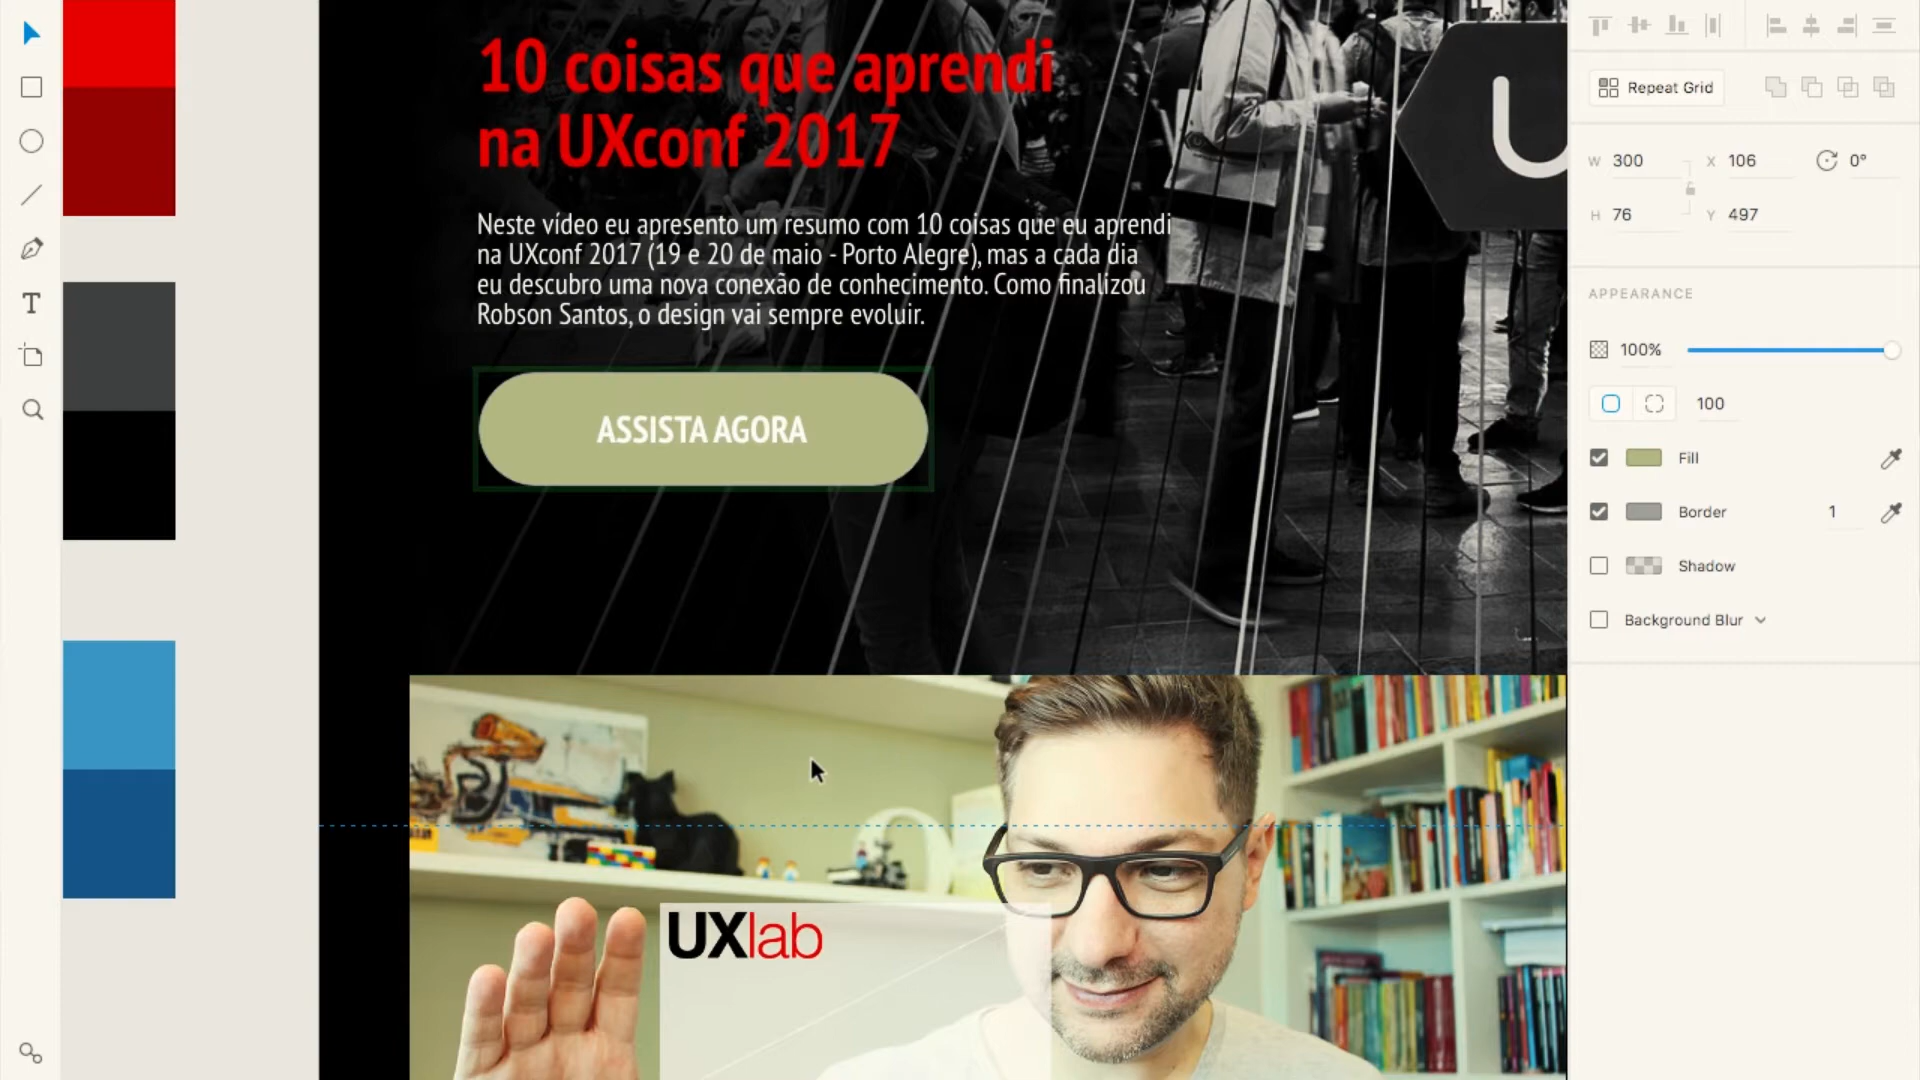 10 coisas que aprendi
na UXconf 2017
Neste vídeo eu apresento um resumo com 10 coisas que eu aprendi
na UXconf 2017 (19 e 20 de maio - Porto Alegre), mas a cada dia
eu descubro uma nova conexão de conhecimento. Como finalizou
Robson Santos, o design vai sempre evoluir.
ASSISTA AGORA
U
UXlab
T
Repeat Grid
W 300 X 106 0°
H 76 Y 497
APPEARANCE
100%
100
Fill
Border 1
Shadow
Background Blur